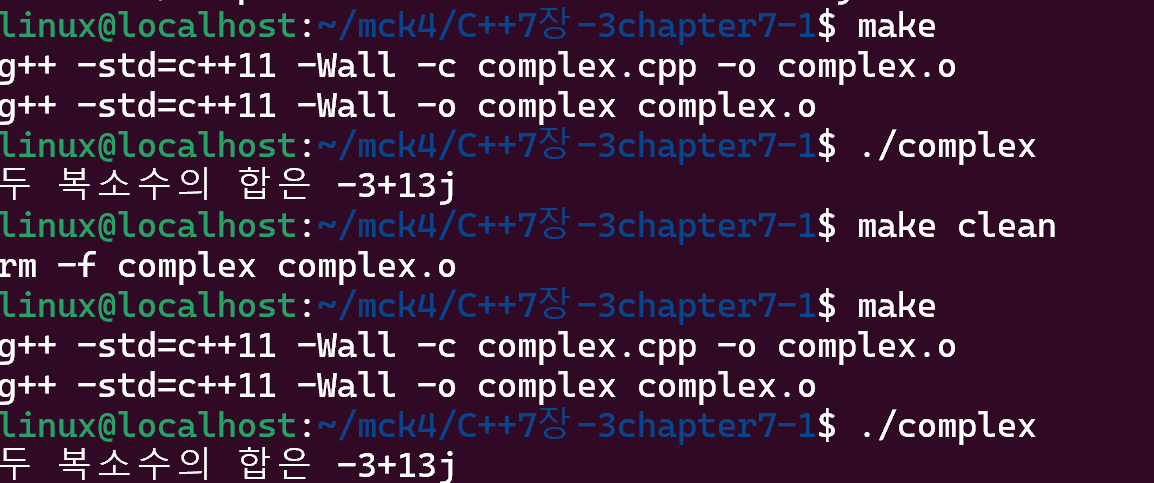 linux@localhost:~/mck4/C++7장-3chapter7-1$ make
g++ -std=c++11 -Wall -c complex.cpp -o complex.o
g++ -std=c++11 -Wall -o complex complex.o
linux@localhost:~/mck4/C++7장-3chapter7-1$ ./complex
두 복소수의 합은 -3+13j
linux@localhost:~/mck4/C++7장-3chapter7-1$ make clean
rm -f complex complex.o
linux@localhost:~/mck4/C++7장-3chapter7-1$ make
g++ -std=c++11 -Wall -c complex.cpp -o complex.o
g++ -std=c++11 -Wall -o complex complex.o
linux@localhost:~/mck4/C++7장-3chapter7-1$ ./complex
두 복소수의 합은 -3+13j